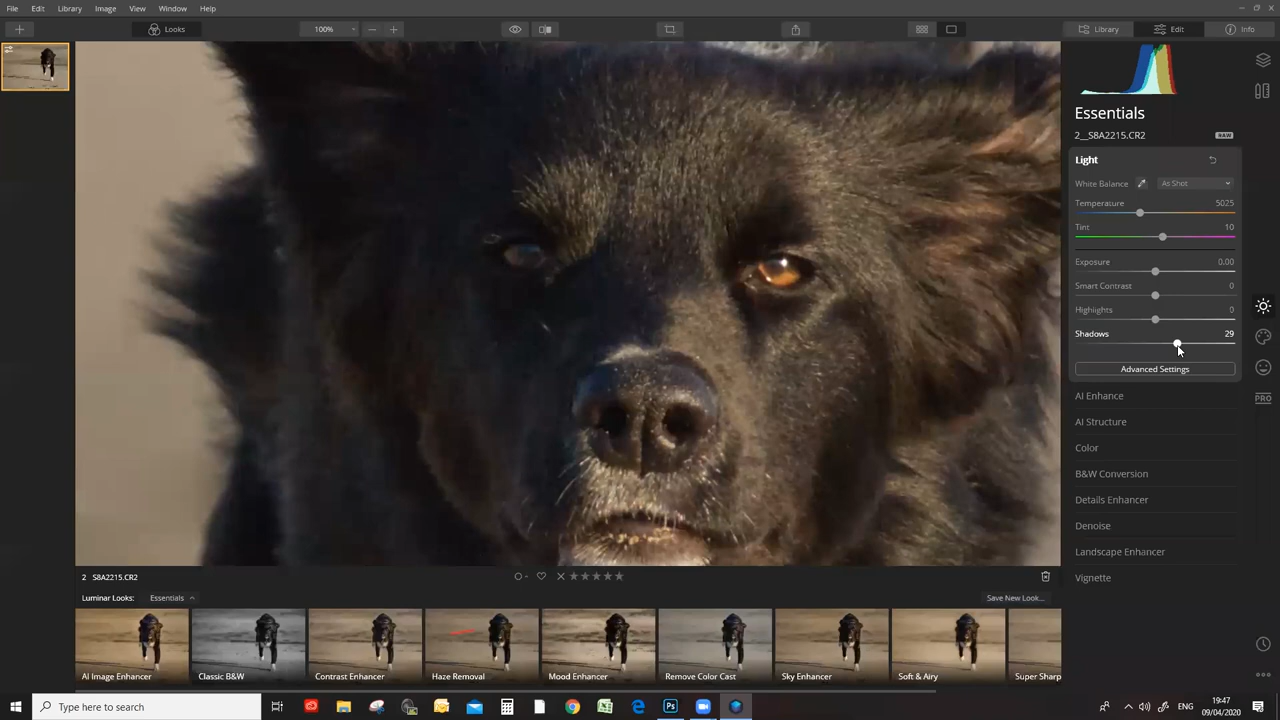 File Edit Library Image View Window Help
Looks 100% Library Edit Info
Essentials
2__S8A2215.CR2 RAW
Light
White Balance As Shot
Temperature 5025
Tint 10
Exposure 0.00
Smart Contrast 0
Highlights 0
Shadows 29
Advanced Settings
AI Enhance
AI Structure
Color
B&W Conversion
Details Enhancer
Denoise
Landscape Enhancer
Vignette
PRO
2 S8A2215.CR2
Luminar Looks: Essentials Save New Look...
AI Image Enhancer Classic B&W Contrast Enhancer Haze Removal Mood Enhancer Remove Color Cast Sky Enhancer Soft & Airy Super Sharp
Type here to search
Ps
ENG
19:47
09/04/2020